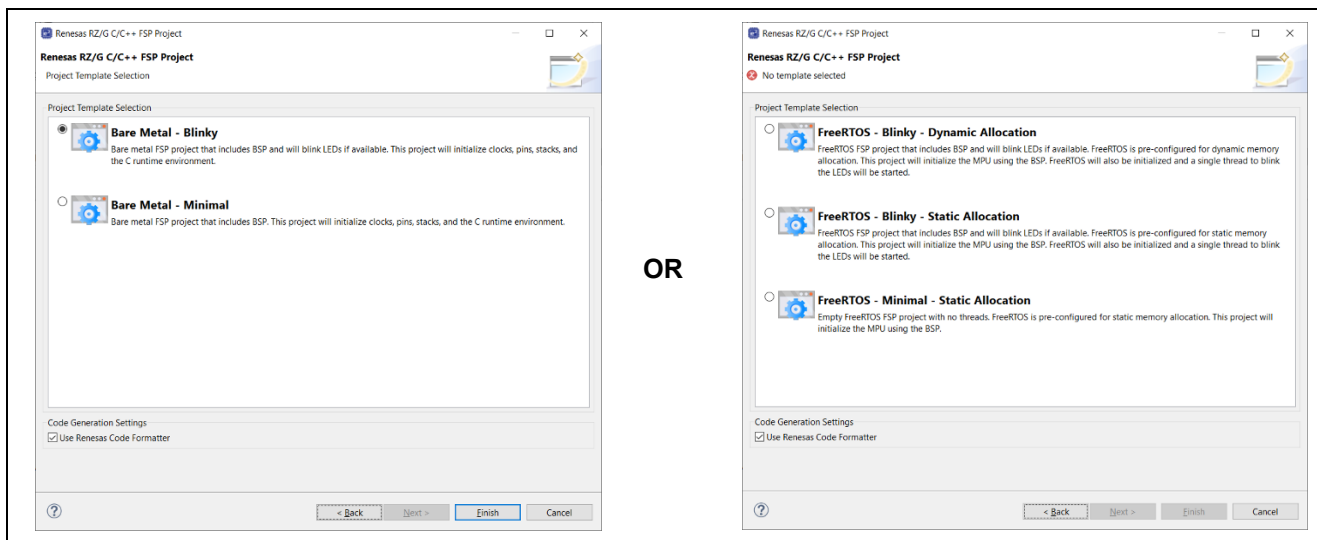 Renesas RZ/G C/C++ FSP Project
Renesas RZ/G C/C++ FSP Project
Project Template Selection
Project Template Selection
Bare Metal - Blinky
Bare metal FSP project that includes BSP and will blink LEDs if available. This project will initialize clocks, pins, stacks, and
the C runtime environment.
Bare Metal - Minimal
Bare metal FSP project that includes BSP. This project will initialize clocks, pins, stacks, and the C runtime environment.
Code Generation Settings
Use Renesas Code Formatter
< Back Next > Finish Cancel
OR
Renesas RZ/G C/C++ FSP Project
Renesas RZ/G C/C++ FSP Project
No template selected
Project Template Selection
FreeRTOS - Blinky - Dynamic Allocation
FreeRTOS FSP project that includes BSP and will blink LEDs if available. FreeRTOS is pre-configured for dynamic memory
allocation. This project will initialize the MPU using the BSP. FreeRTOS will also be initialized and a single thread to blink
the LEDs will be started.
FreeRTOS - Blinky - Static Allocation
FreeRTOS FSP project that includes BSP and will blink LEDs if available. FreeRTOS is pre-configured for static memory
allocation. This project will initialize the MPU using the BSP. FreeRTOS will also be initialized and a single thread to blink
the LEDs will be started.
FreeRTOS - Minimal - Static Allocation
Empty FreeRTOS FSP project with no threads. FreeRTOS is pre-configured for static memory allocation. This project will
initialize the MPU using the BSP.
Code Generation Settings
Use Renesas Code Formatter
< Back Next > Finish Cancel